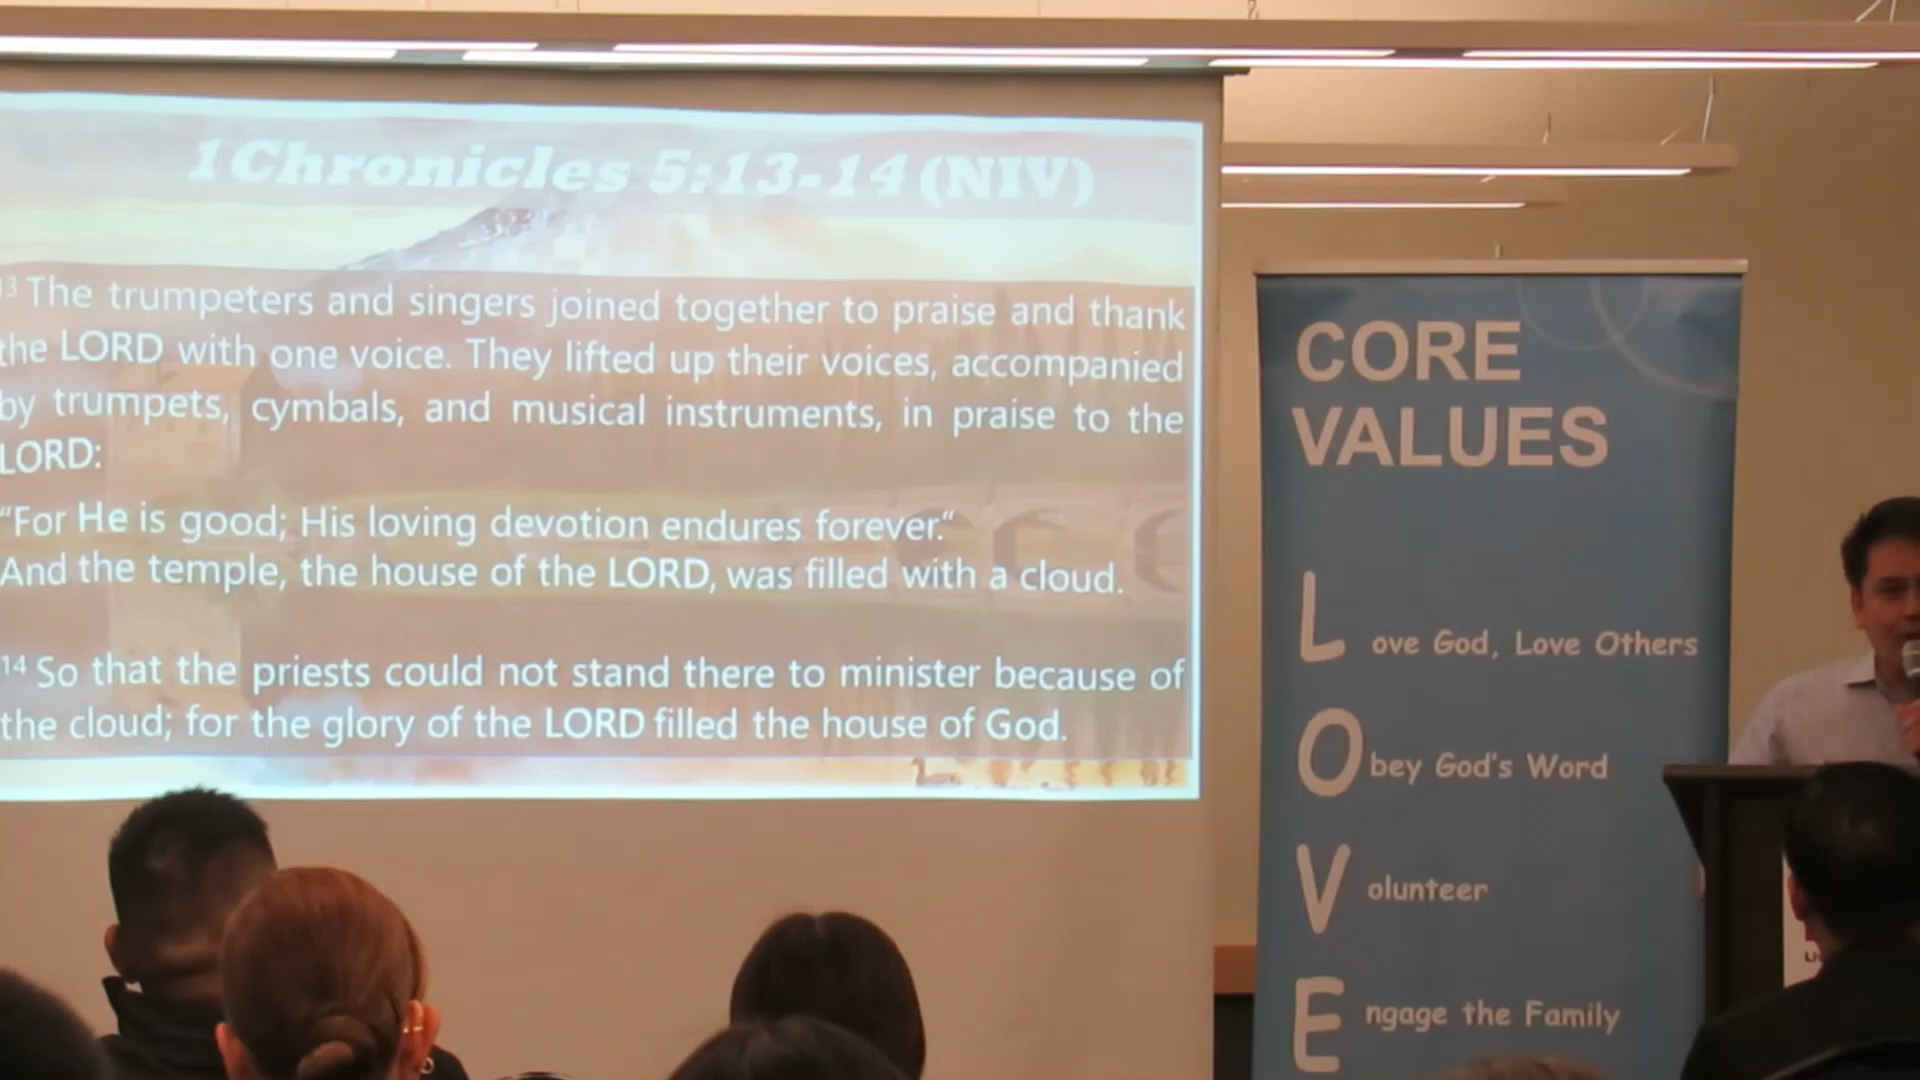 1 Chronicles 5:13-14 (NIV)
13 The trumpeters and singers joined together to praise and thank
the LORD with one voice. They lifted up their voices, accompanied
by trumpets, cymbals, and musical instruments, in praise to the
LORD:
"For He is good; His loving devotion endures forever."
And the temple, the house of the LORD, was filled with a cloud.
14 So that the priests could not stand there to minister because of
the cloud; for the glory of the LORD filled the house of God.
CORE
VALUES
Love God, Love Others
Obey God's Word
Volunteer
Engage the Family